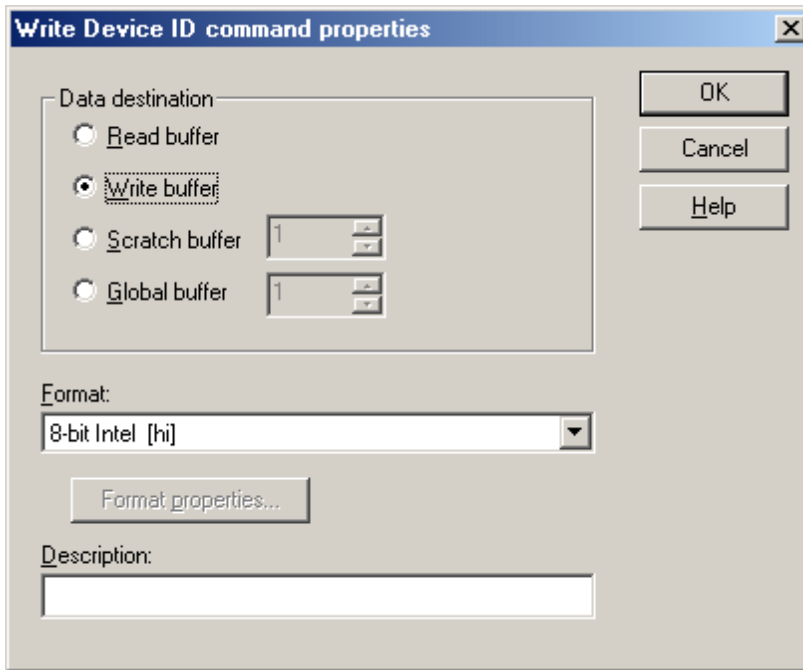 Write Device ID command properties
Data destination
Read buffer
Write buffer
Scratch buffer 1
Global buffer 1
OK
Cancel
Help
Format:
8-bit Intel [hi]
Format properties...
Description: